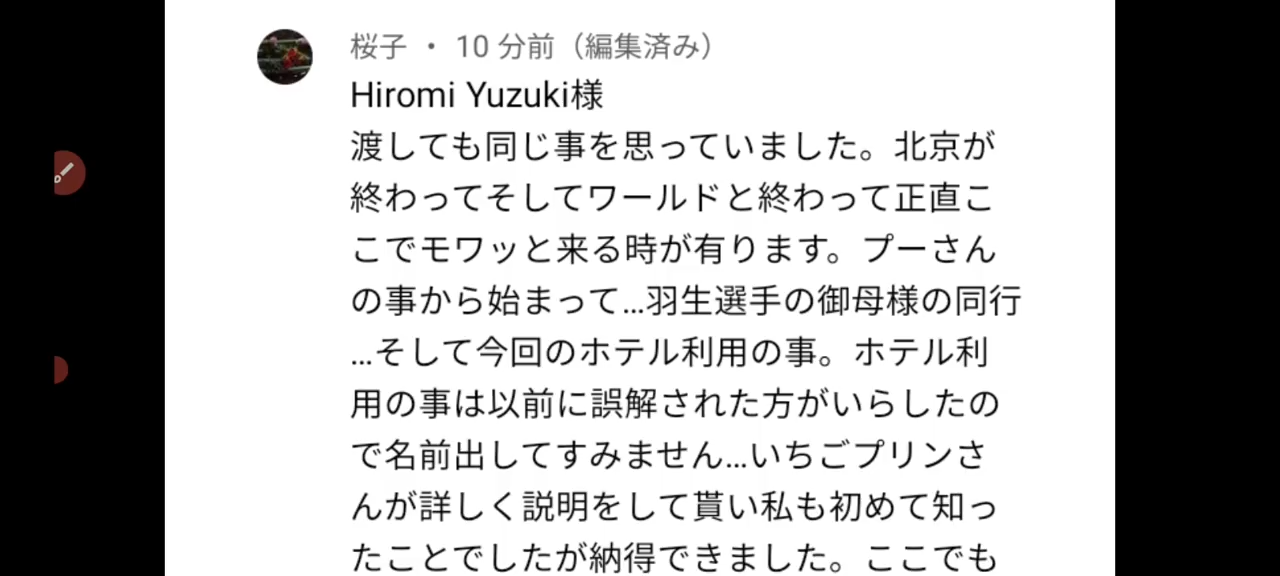 桜子 ・ 10 分前（編集済み）
Hiromi Yuzuki様
渡しても同じ事を思っていました。北京が
終わってそしてワールドと終わって正直こ
こでモワッと来る時が有ります。プーさん
の事から始まって...羽生選手の御母様の同行
...そして今回のホテル利用の事。ホテル利
用の事は以前に誤解された方がいらしたの
で名前出してすみません...いちごプリンさ
んが詳しく説明をして貰い私も初めて知っ
たことでしたが納得できました。ここでも